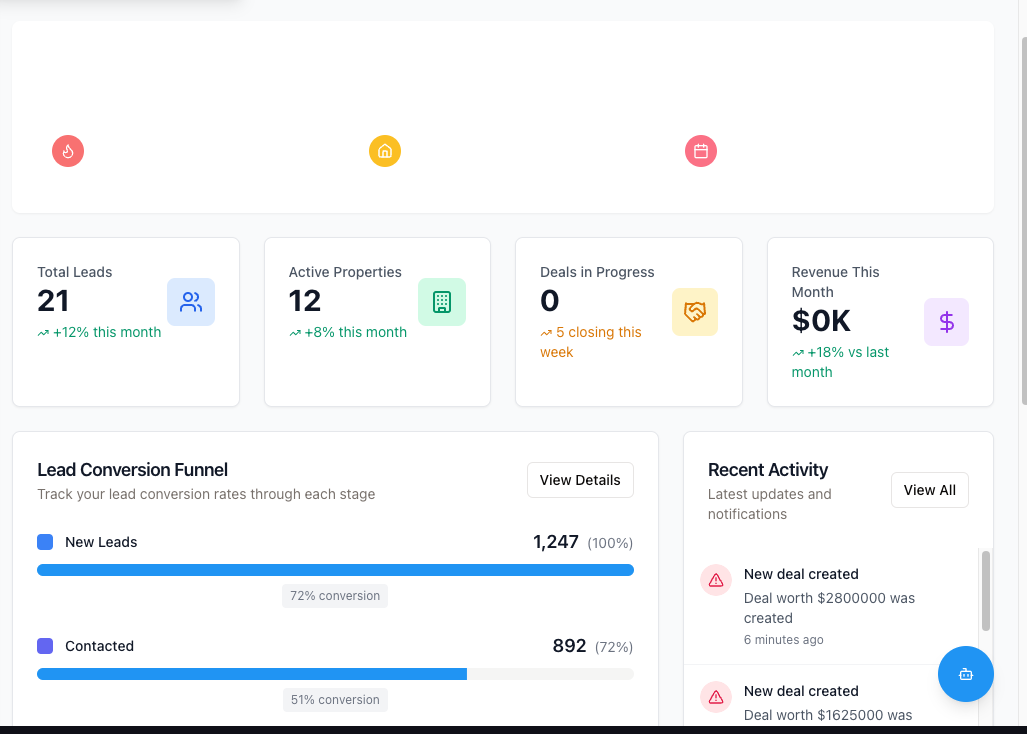 Total Leads
21
+12% this month
Active Properties
12
+8% this month
Deals in Progress
0
5 closing this
week
Revenue This
Month
$0K
+18% vs last
month
Lead Conversion Funnel
Track your lead conversion rates through each stage
View Details
New Leads
1,247 (100%)
72% conversion
Contacted
892 (72%)
51% conversion
Recent Activity
Latest updates and
notifications
View All
New deal created
Deal worth $2800000 was
created
6 minutes ago
New deal created
Deal worth $1625000 was